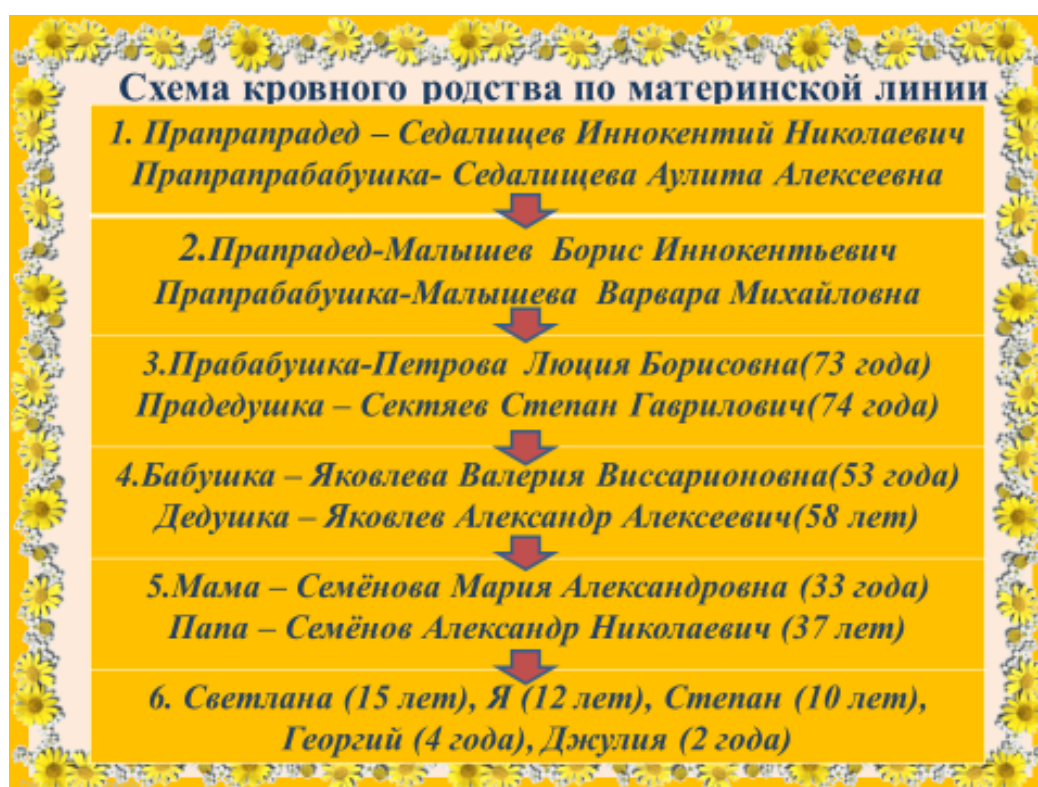 Схема кровного родства по материнской линии
1. Прапрапрадед – Седалищев Иннокентий Николаевич
Прапрапрабабушка- Седалищева Аулита Алексеевна
2.Прапрадед-Малышев Борис Иннокентьевич
Прапрабабушка-Малышева Варвара Михайловна
3.Прабабушка-Петрова Люция Борисовна(73 года)
Прадедушка – Сектяев Степан Гаврилович(74 года)
4.Бабушка – Яковлева Валерия Виссарионовна(53 года)
Дедушка – Яковлев Александр Алексеевич(58 лет)
5.Мама – Семёнова Мария Александровна (33 года)
Папа – Семёнов Александр Николаевич (37 лет)
6. Светлана (15 лет), Я (12 лет), Степан (10 лет),
Георгий (4 года), Джулия (2 года)